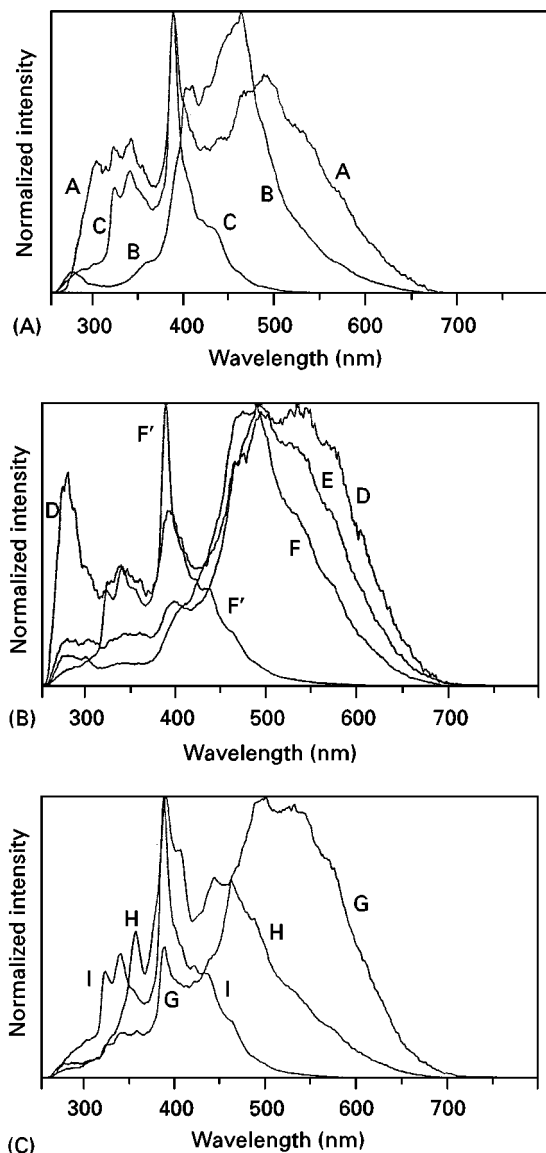 Normalized intensity
A
C
B
C
B
A
300 400 500 600 700
(A)
Wavelength (nm)
Normalized intensity
D
F'
F'
F
E
D
300 400 500 600 700
(B)
Wavelength (nm)
Normalized intensity
I
H
G
I
H
G
300 400 500 600 700
(C)
Wavelength (nm)